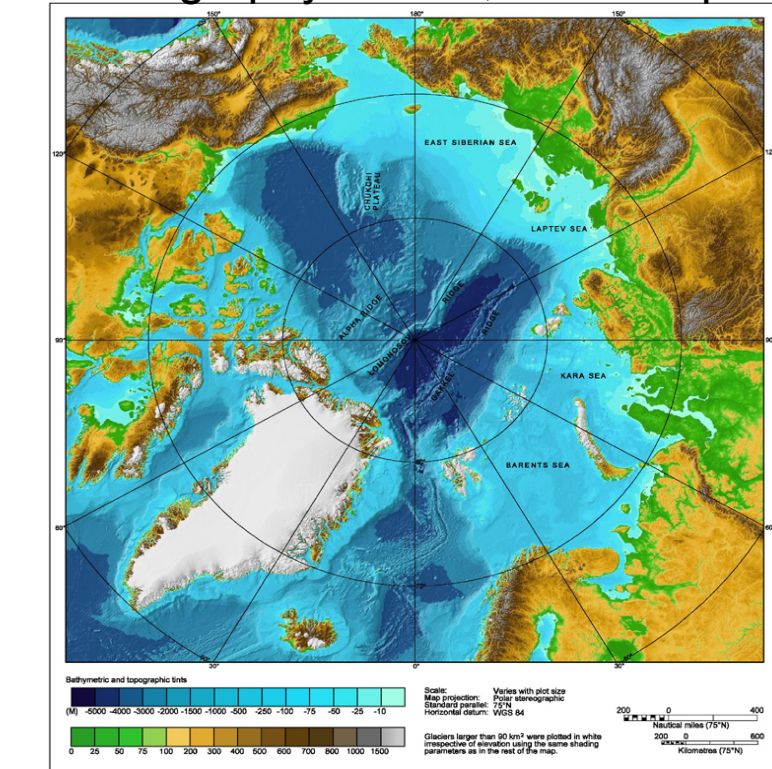 150° 180° 150°
120° 12
EAST SIBERIAN SEA
CHUKCHI
PLATEAU
LAPTEV SEA
RIDGE
ALPHA RIDGE
RIDGE
90° 90
LOMONOSOV
GAKKEL
KARA SEA
BARENTS SEA
60° 60
30° 0° 30°
Bathymetric and topographic tints
(M) -5000 -4000 -3000 -2000 -1500 -1000 -500 -250 -100 -75 -50 -25 -10
0 25 50 75 100 200 300 400 500 600 700 800 1000 1500
Scale: Varies with plot size
Map projection: Polar stereographic
Standard parallel: 75°N
Horizontal datum: WGS 84
Glaciers larger than 90 km² were plotted in white
irrespective of elevation using the same shading
parameters as in the rest of the map.
200 0 400
Nautical miles (75°N)
200 0 600
Kilometres (75°N)